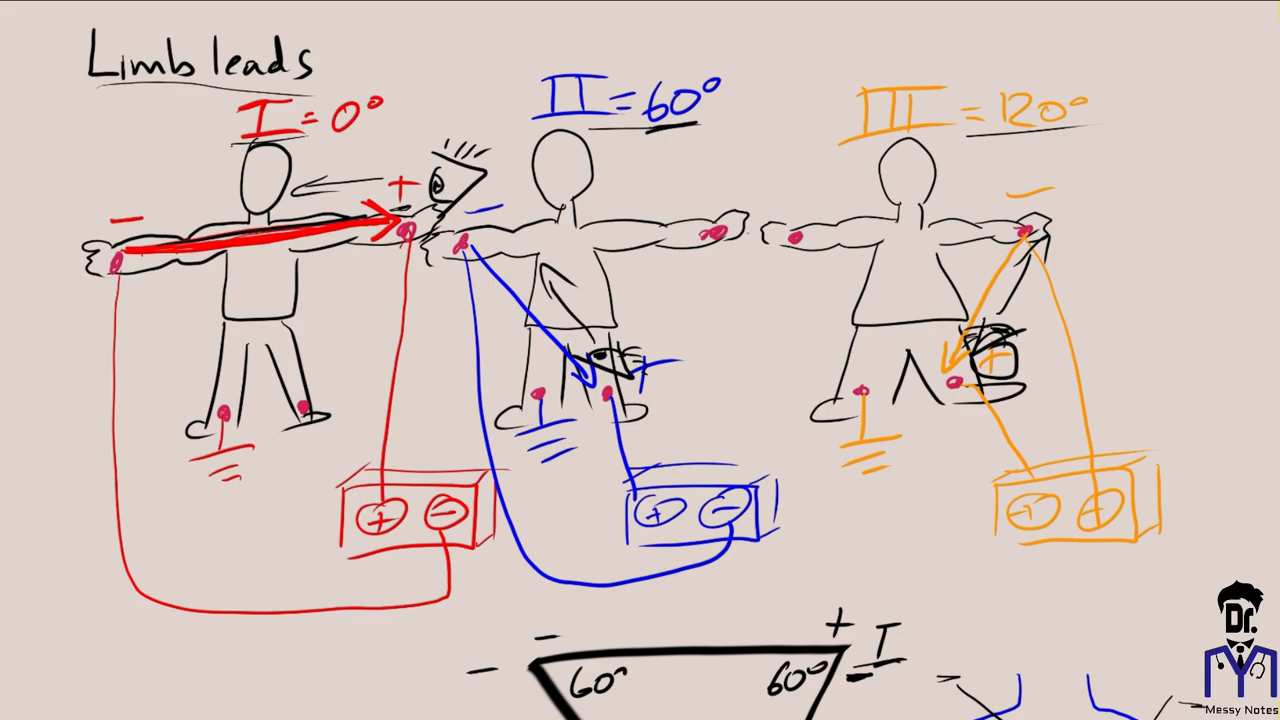 Limb leads
I = 0°
II = 60°
III = 120°
− +
−
−
+
+
+ −
+ −
+ +
− +
− I
60° 60°
Dr.
Messy Notes